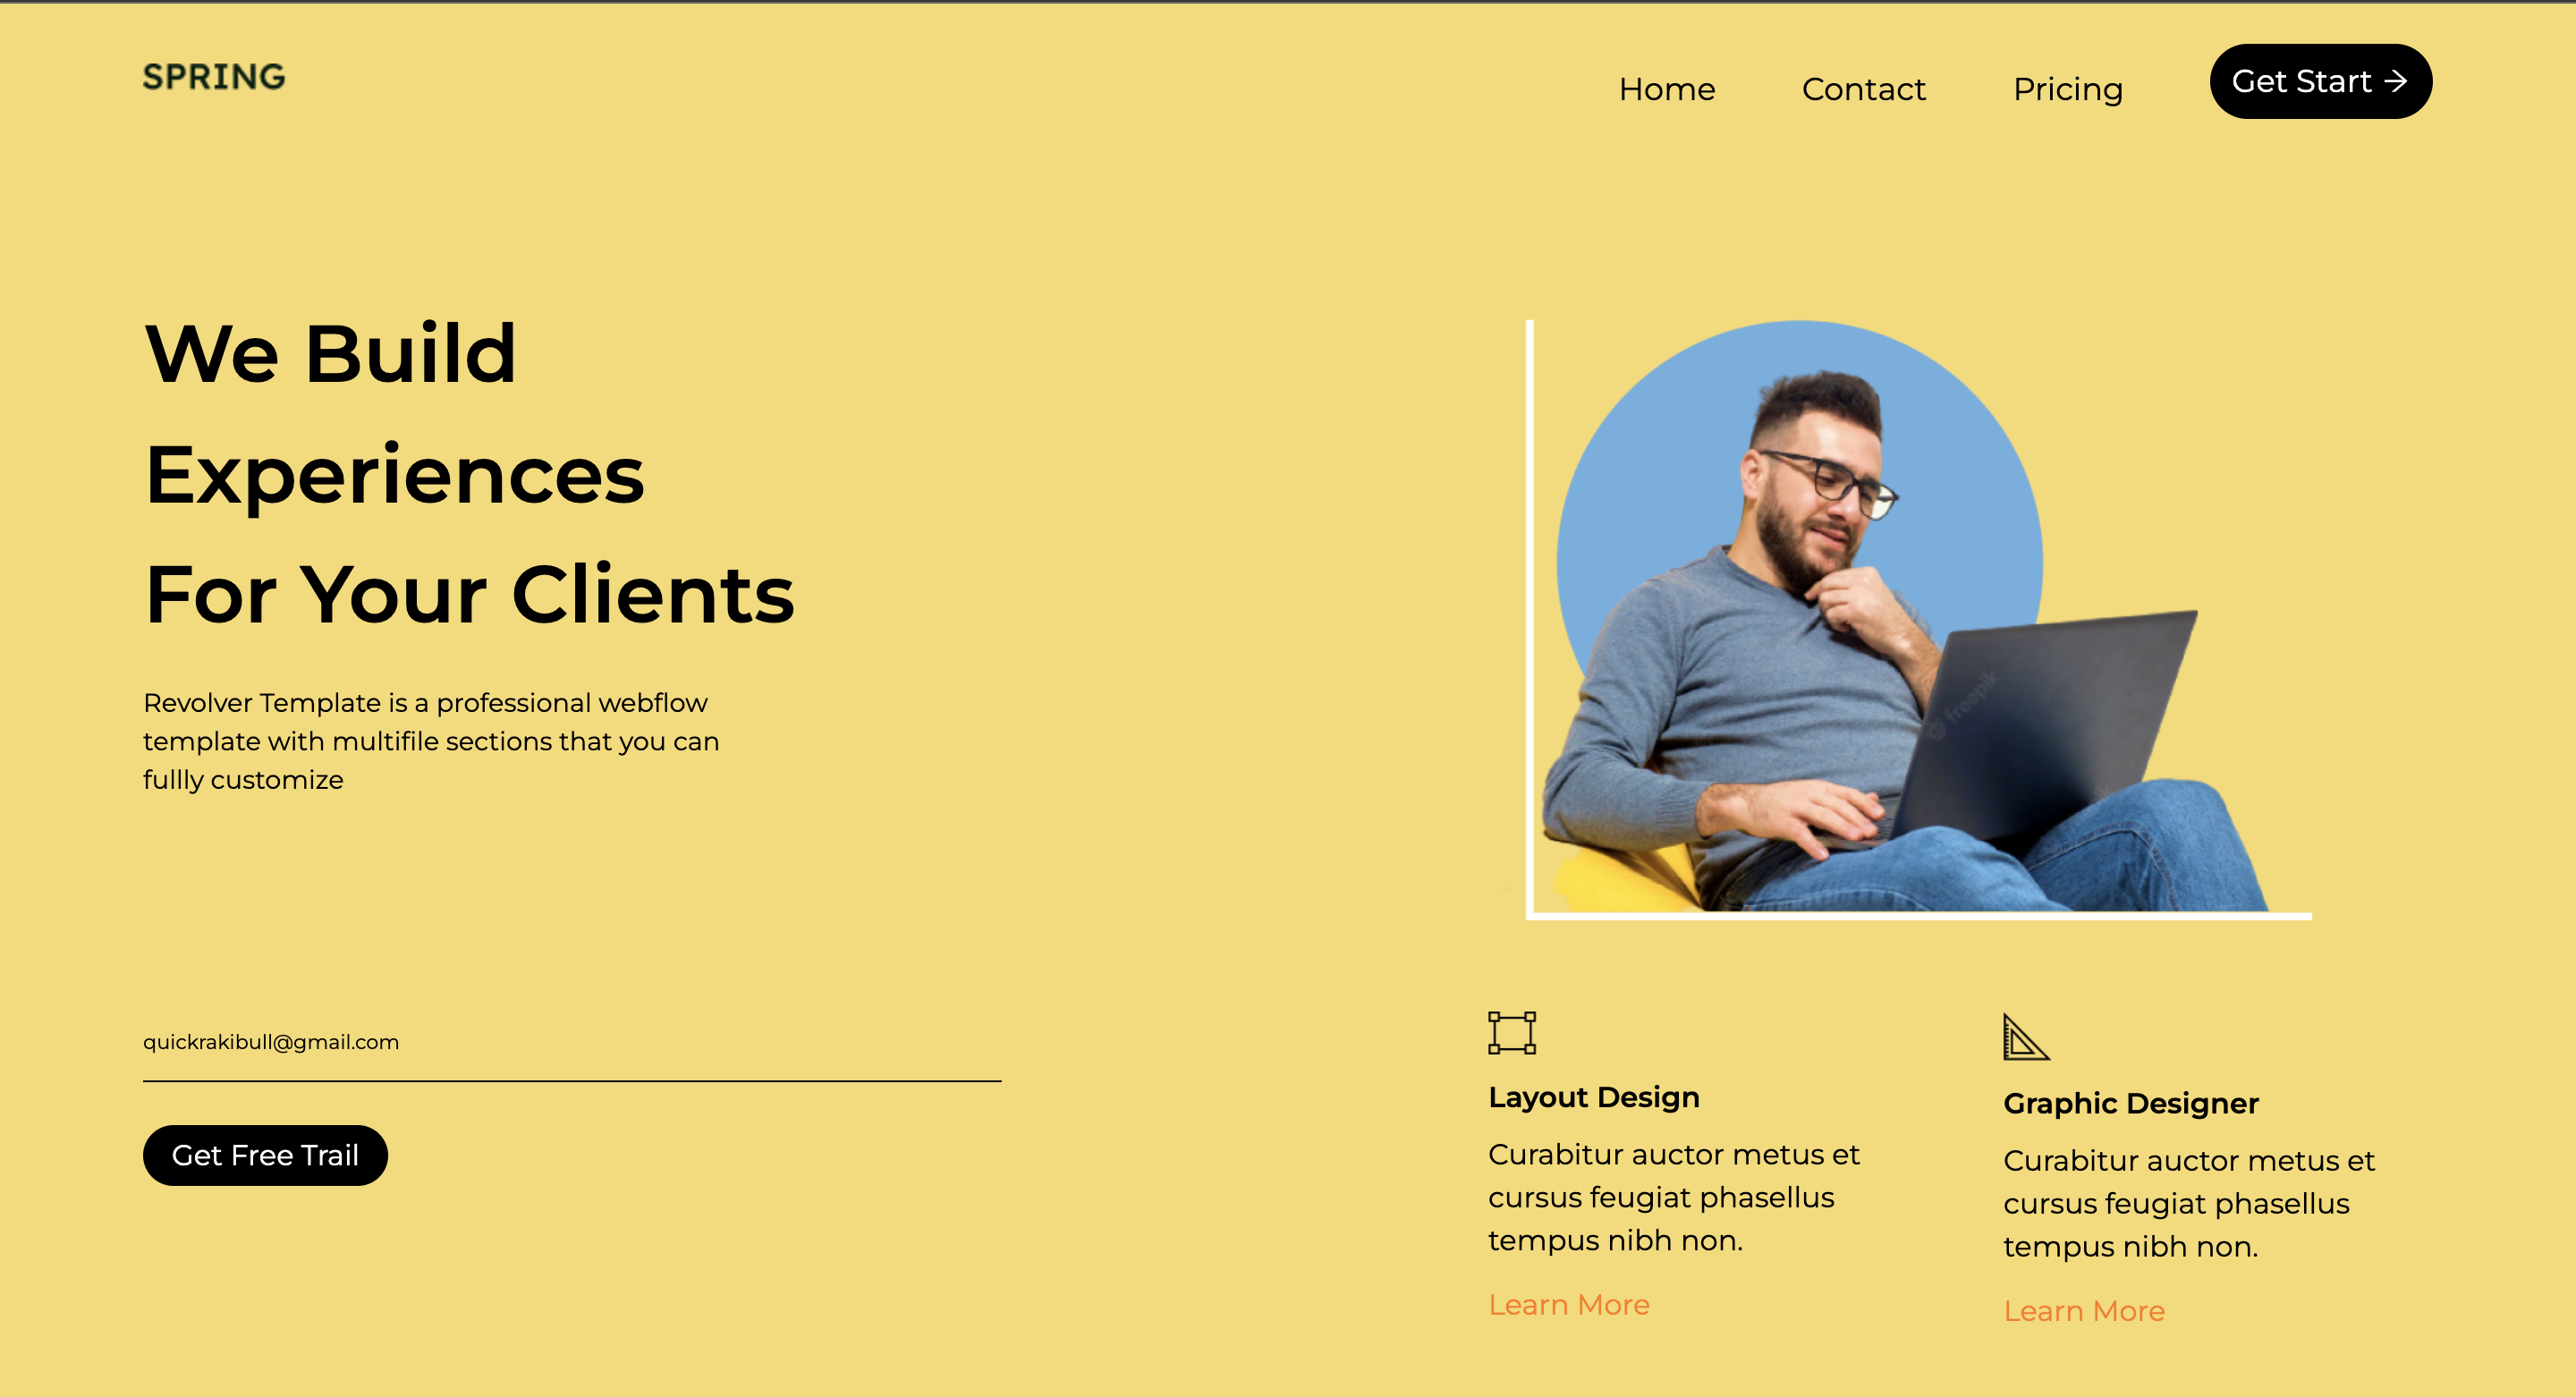 SPRING
Home
Contact
Pricing
Get Start →
We Build
Experiences
For Your Clients
Revolver Template is a professional webflow
template with multifile sections that you can
fullly customize
freepik
quickrakibull@gmail.com
Get Free Trail
Layout Design
Curabitur auctor metus et
cursus feugiat phasellus
tempus nibh non.
Learn More
Graphic Designer
Curabitur auctor metus et
cursus feugiat phasellus
tempus nibh non.
Learn More